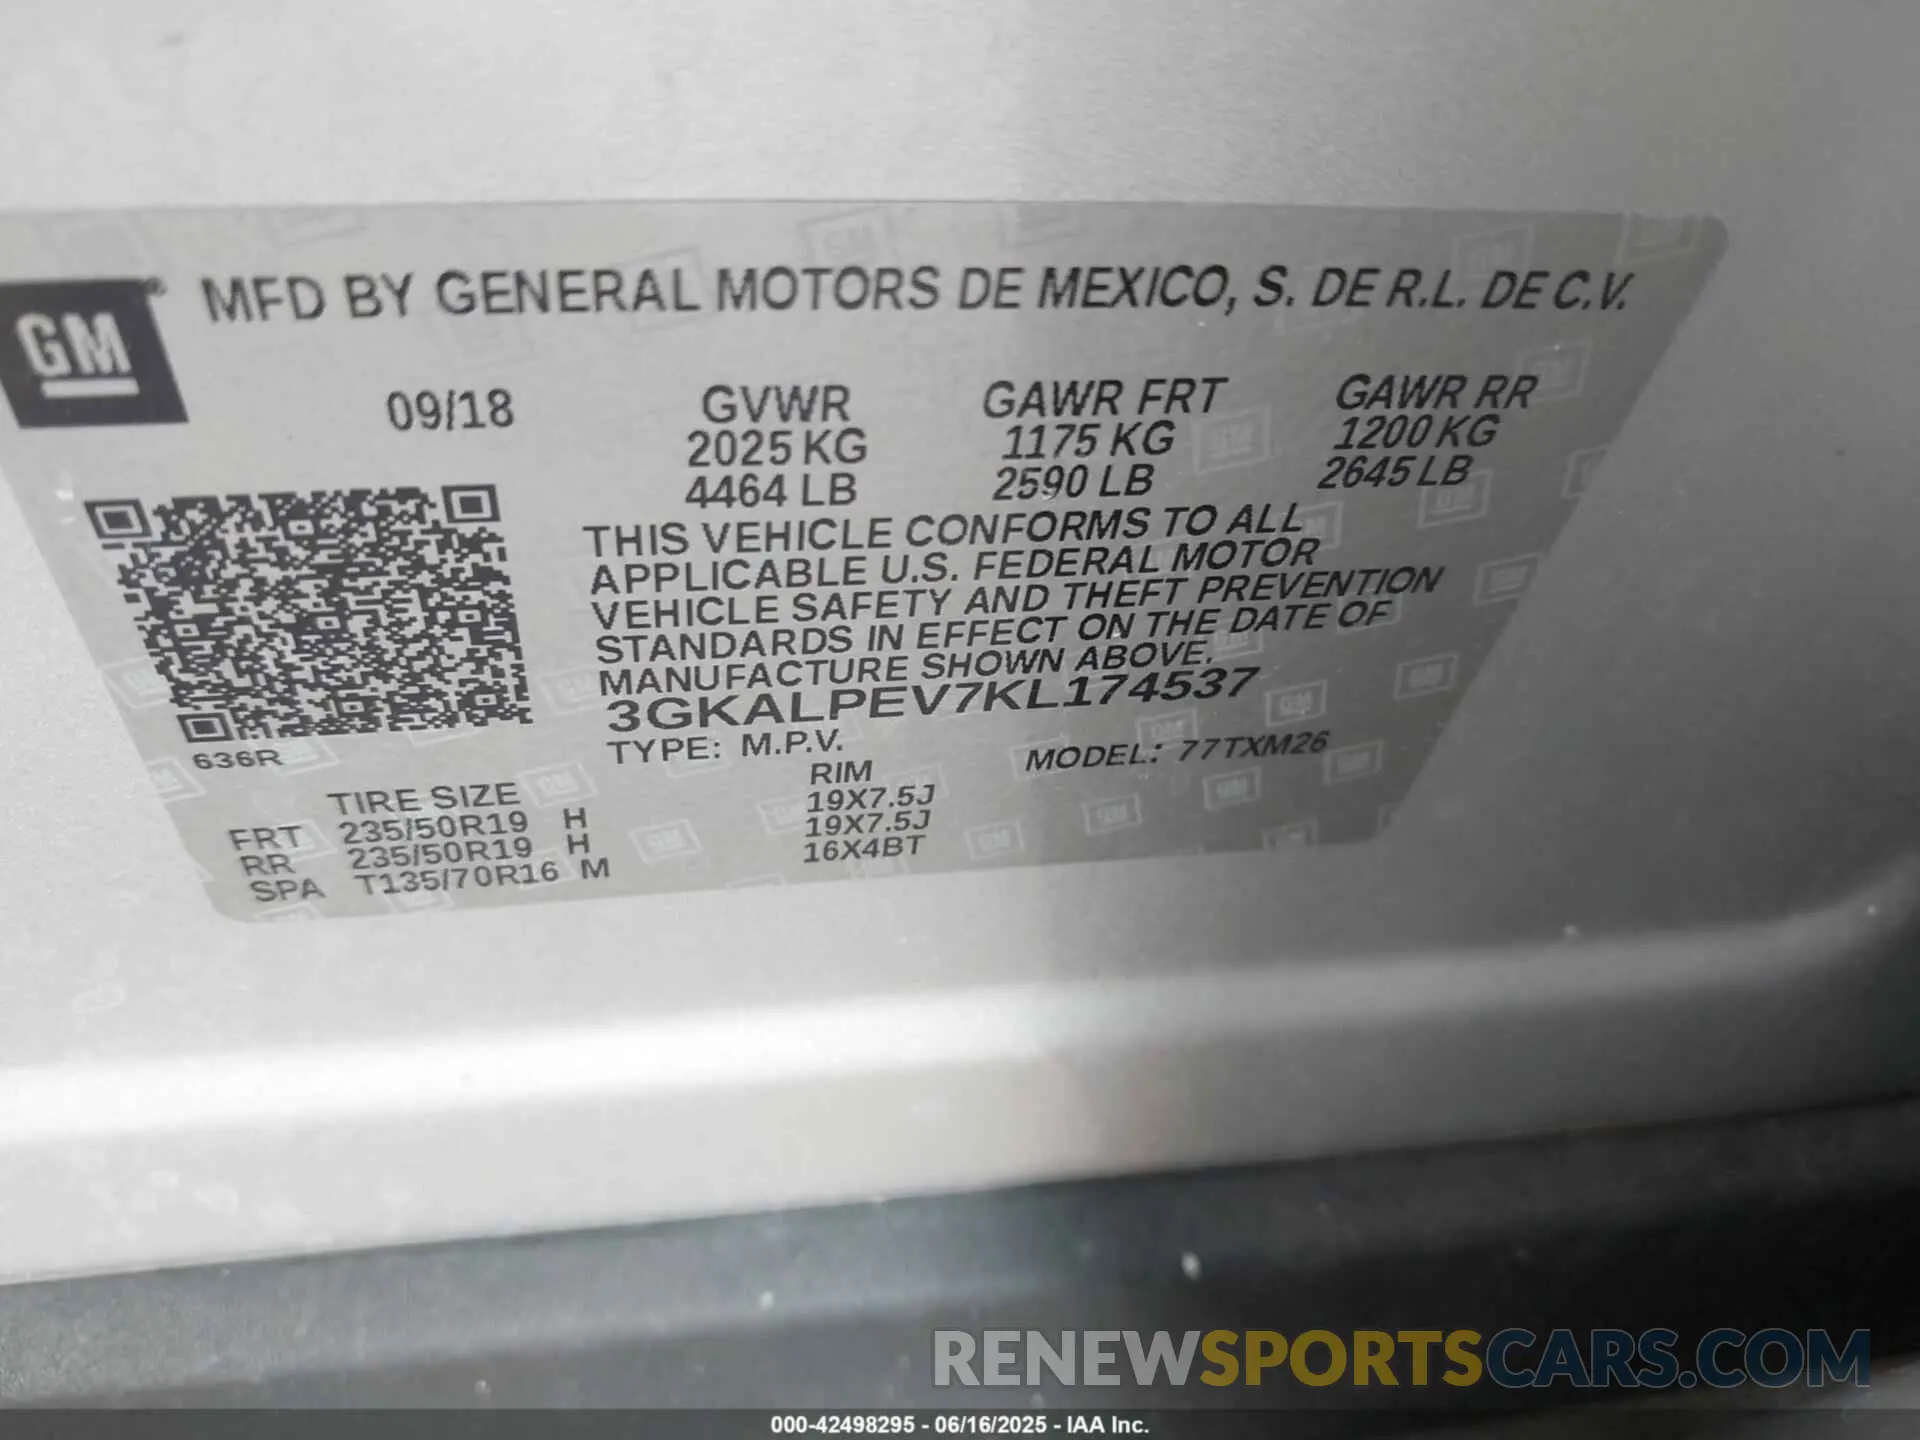 GM
MFD BY GENERAL MOTORS DE MEXICO, S. DE R.L. DE C.V.
09/18 GVWR GAWR FRT GAWR RR
2025 KG 1175 KG 1200 KG
4464 LB 2590 LB 2645 LB
THIS VEHICLE CONFORMS TO ALL
APPLICABLE U.S. FEDERAL MOTOR
VEHICLE SAFETY AND THEFT PREVENTION
STANDARDS IN EFFECT ON THE DATE OF
MANUFACTURE SHOWN ABOVE.
3GKALPEV7KL174537
636R
TYPE: M.P.V. MODEL: 77TXM26
TIRE SIZE RIM
FRT 235/50R19 H 19X7.5J
RR 235/50R19 H 19X7.5J
SPA T135/70R16 M 16X4BT
RENEWSPORTSCARS.COM
000-42498295 - 06/16/2025 - IAA Inc.